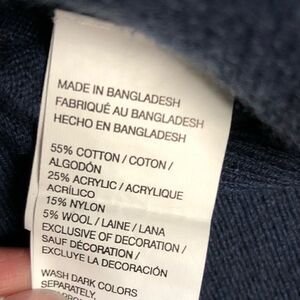 MADE IN BANGLADESH
FABRIQUÉ AU BANGLADESH
HECHO EN BANGLADESH
55% COTTON / COTON /
ALGODÓN
25% ACRYLIC / ACRYLIQUE
ACRÍLICO
15% NYLON
5% WOOL / LAINE / LANA
EXCLUSIVE OF DECORATION /
SAUF DÉCORATION /
EXCLUYE LA DECORACIÓN
WASH DARK COLORS
SEPARATELY,